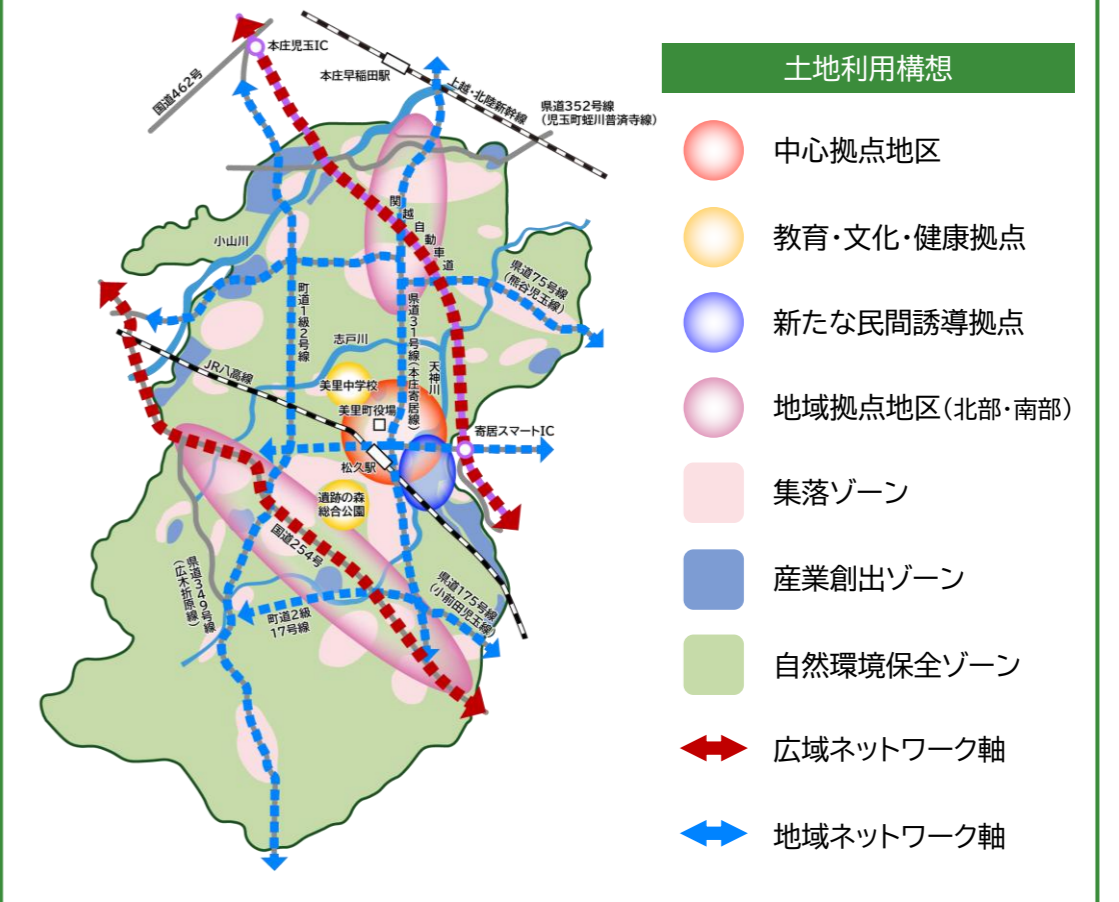 本庄児玉IC
本庄早稲田駅
国道462号
上越・北陸新幹線
県道352号線
(児玉町蛭川普済寺線)
関越自動車道
小山川
県道75号線
(熊谷児玉線)
町道1級2号線
県道31号線(本庄寄居線)
志戸川
天神川
JR八高線
美里中学校
美里町役場
寄居スマートIC
松久駅
遺跡の森
総合公園
国道254号
県道349号線
(広木折原線)
町道2級
17号線
県道175号線
(小前田児玉線)
土地利用構想
中心拠点地区
教育・文化・健康拠点
新たな民間誘導拠点
地域拠点地区(北部・南部)
集落ゾーン
産業創出ゾーン
自然環境保全ゾーン
広域ネットワーク軸
地域ネットワーク軸